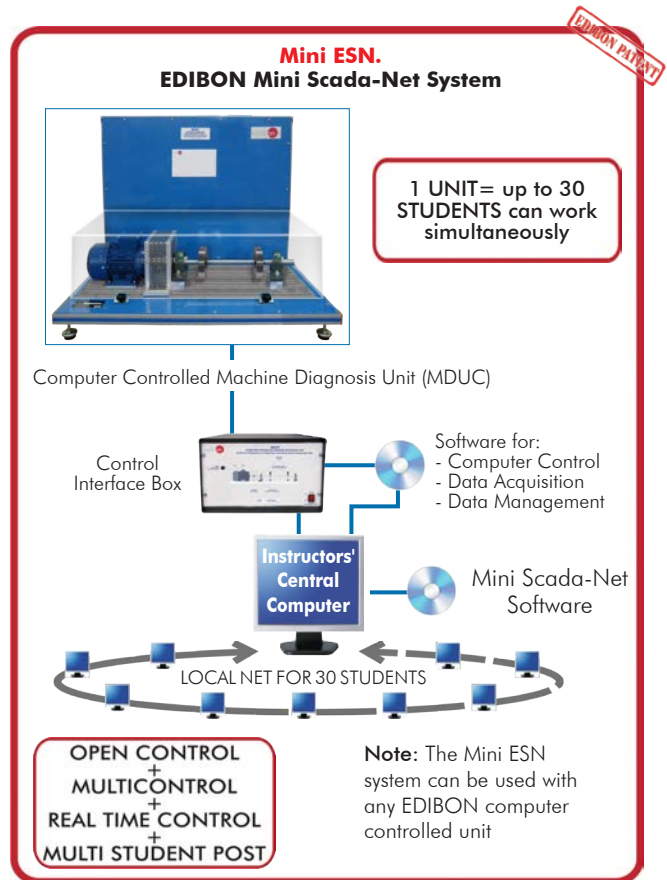 EDIBON PATENT
Mini ESN.
EDIBON Mini Scada-Net System
1 UNIT= up to 30
STUDENTS can work
simultaneously
Computer Controlled Machine Diagnosis Unit (MDUC)
Control
Interface Box
Software for:
- Computer Control
- Data Acquisition
- Data Management
Instructors'
Central
Computer
Mini Scada-Net
Software
LOCAL NET FOR 30 STUDENTS
OPEN CONTROL
+
MULTICONTROL
+
REAL TIME CONTROL
+
MULTI STUDENT POST
Note: The Mini ESN
system can be used with
any EDIBON computer
controlled unit